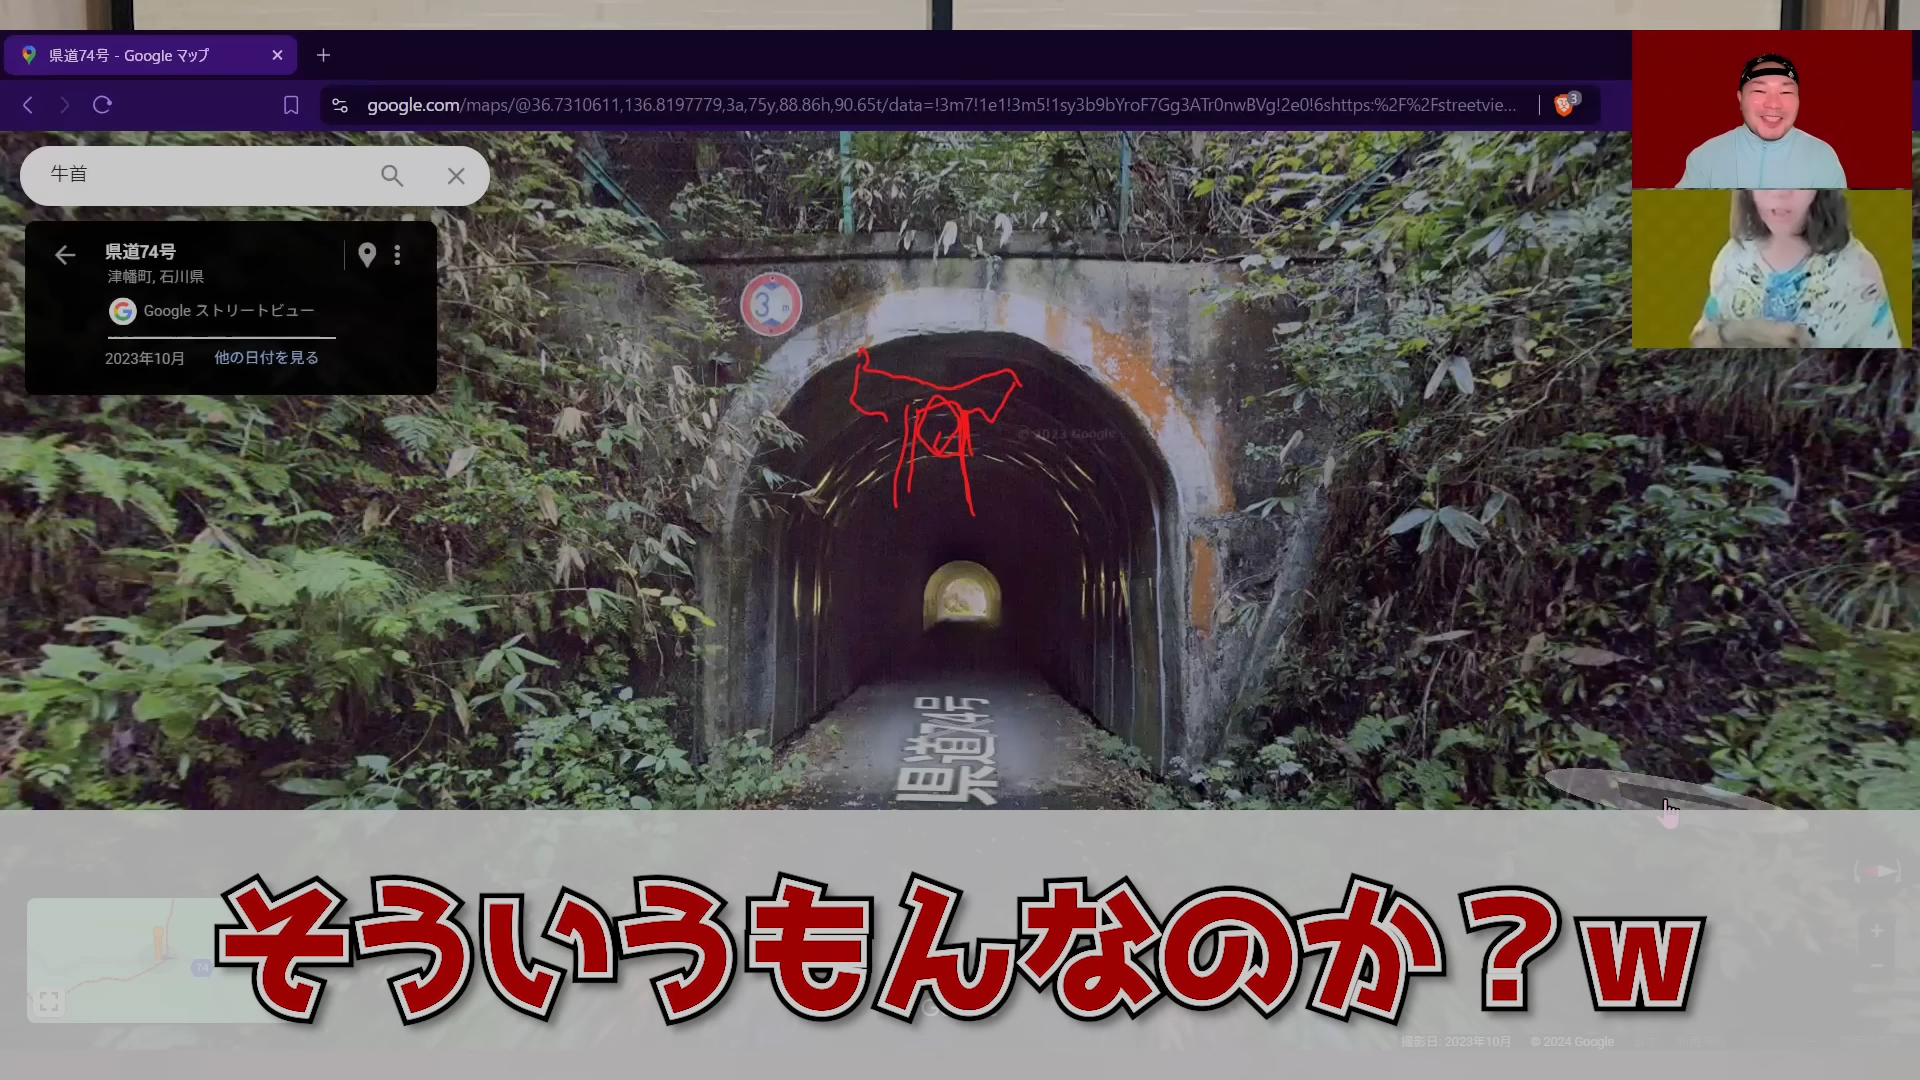 県道74号 - Google マップ
google.com/maps/@36.7310611,136.8197779,3a,75y,88.86h,90.65t/data=!3m7!1e1!3m5!1sy3b9bYroF7Gg3ATr0nwBVg!2e0!6shttps:%2F%2Fstreetvie...
3
牛首
県道74号
津幡町, 石川県
Google ストリートビュー
2023年10月
他の日付を見る
3m
© 2023 Google
県道74号
そういうもんなのか？w
74
撮影日: 2023年10月
© 2024 Google